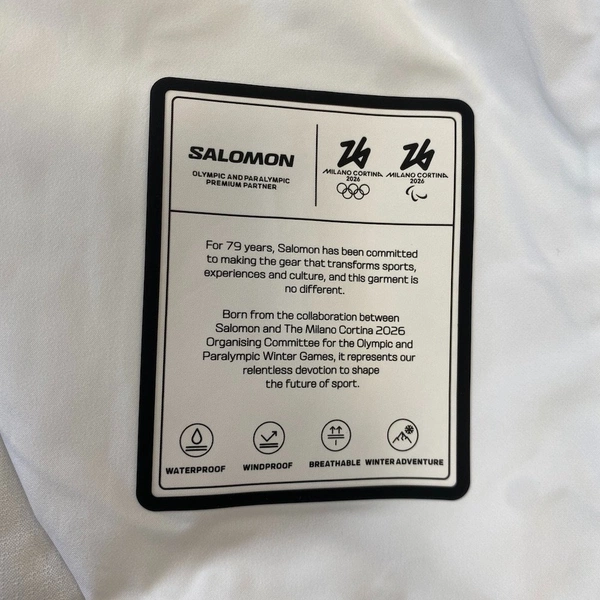 SALOMON
OLYMPIC AND PARALYMPIC
PREMIUM PARTNER
26
MILANO CORTINA
2026
26
MILANO CORTINA
2026
For 79 years, Salomon has been committed
to making the gear that transforms sports,
experiences and culture, and this garment is
no different.
Born from the collaboration between
Salomon and The Milano Cortina 2026
Organising Committee for the Olympic and
Paralympic Winter Games, it represents our
relentless devotion to shape
the future of sport.
WATERPROOF WINDPROOF BREATHABLE WINTER ADVENTURE